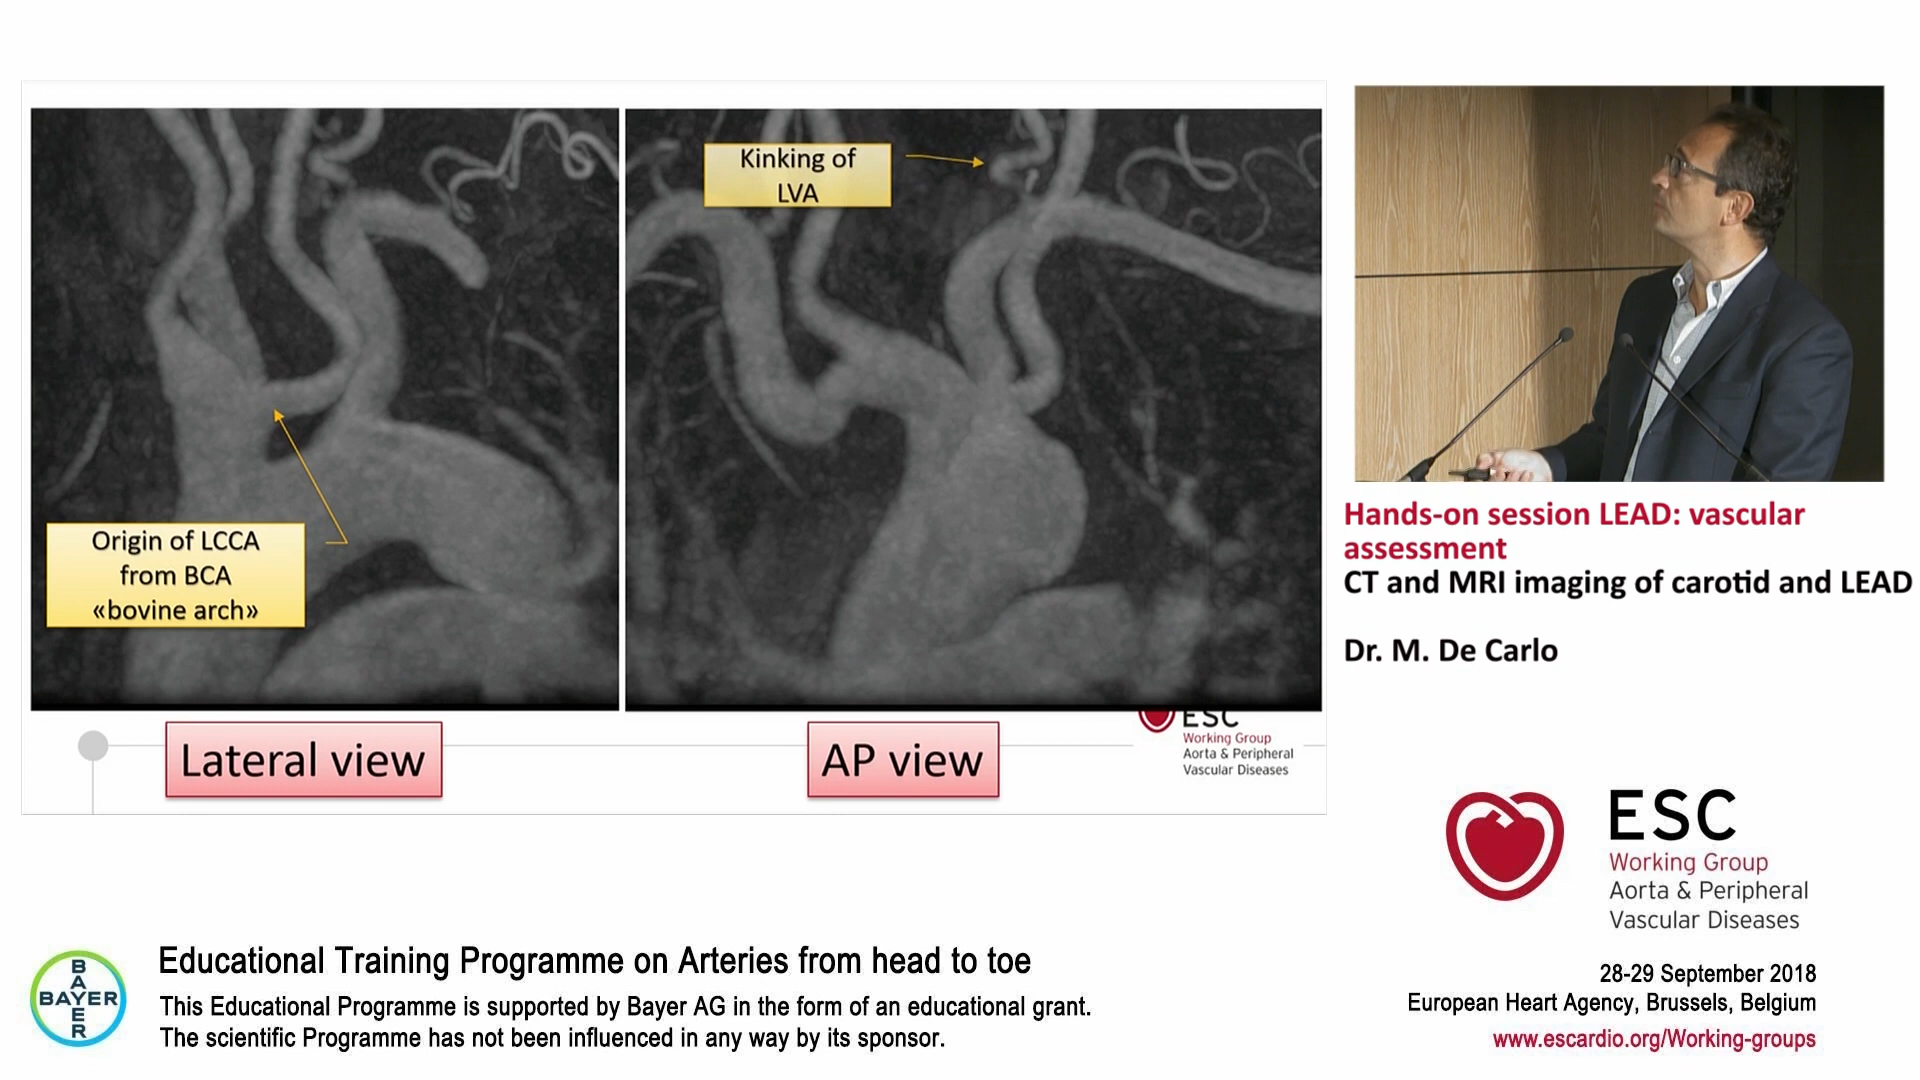 Kinking of
LVA
Origin of LCCA
from BCA
«bovine arch»
Lateral view
AP view
ESC
Working Group
Aorta & Peripheral
Vascular Diseases
Hands-on session LEAD: vascular
assessment
CT and MRI imaging of carotid and LEAD
Dr. M. De Carlo
ESC
Working Group
Aorta & Peripheral
Vascular Diseases
BAYER
BAYER
Educational Training Programme on Arteries from head to toe
This Educational Programme is supported by Bayer AG in the form of an educational grant.
The scientific Programme has not been influenced in any way by its sponsor.
28-29 September 2018
European Heart Agency, Brussels, Belgium
www.escardio.org/Working-groups